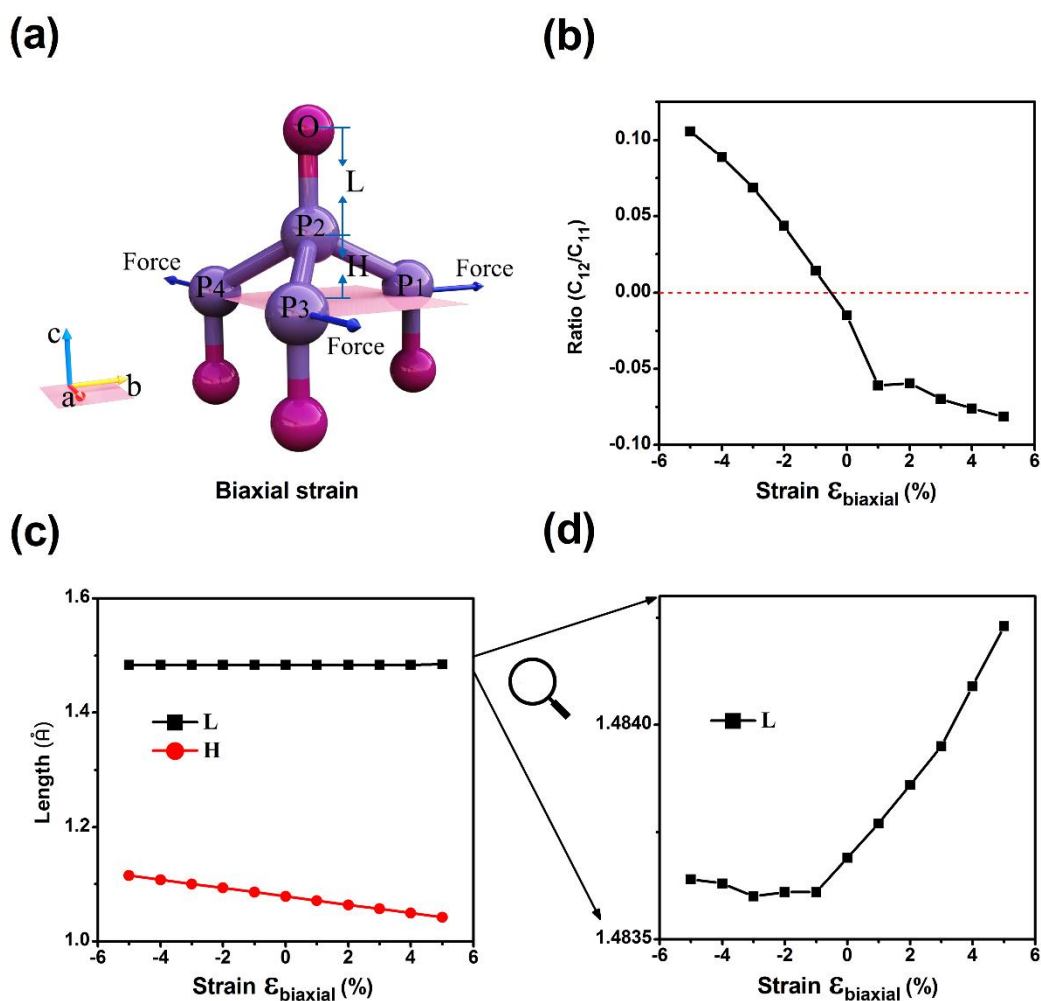 (a)
O
L
P2
H
Force
Force
P4
P1
P3
Force
c
b
a
Biaxial strain
(b)
Ratio (C12/C11)
0.10
0.05
0.00
-0.05
-0.10
-6 -4 -2 0 2 4 6
Strain Ɛbiaxial (%)
(c)
Length (Å)
1.6
1.4
1.2
1.0
L
H
-6 -4 -2 0 2 4 6
Strain Ɛbiaxial (%)
(d)
1.4840
1.4835
L
-6 -4 -2 0 2 4 6
Strain Ɛbiaxial (%)